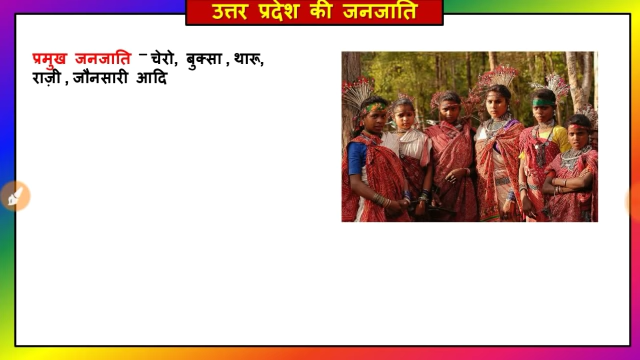 उत्तर प्रदेश की जनजाति
प्रमुख जनजाति – चेरो, बुक्सा , थारू,
राज़ी , जौनसारी आदि